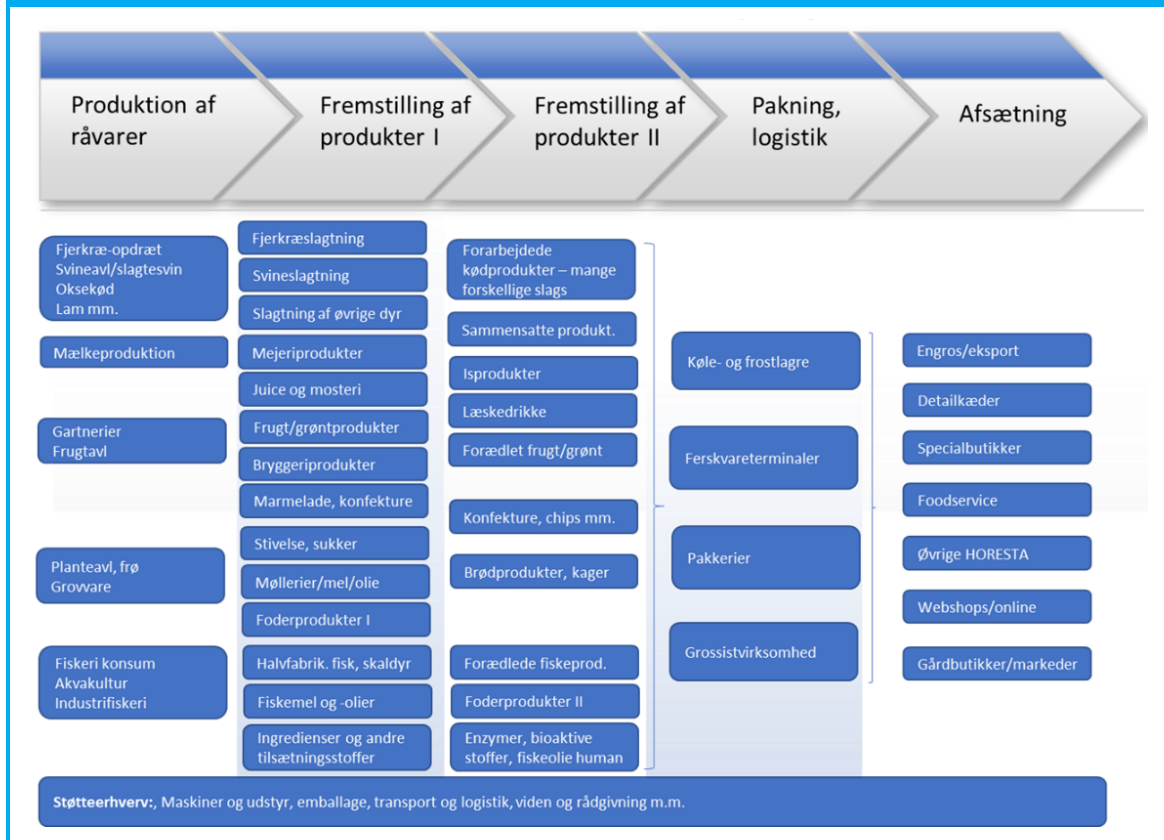 Produktion af
råvarer
Fremstilling af
produkter I
Fremstilling af
produkter II
Pakning,
logistik
Afsætning
Fjerkræ-opdræt
Svineavl/slagtesvin
Oksekød
Lam mm.
Mælkeproduktion
Gartnerier
Frugtavl
Planteavl, frø
Grovvare
Fiskeri konsum
Akvakultur
Industrifiskeri
Fjerkræslagtning
Svineslagtning
Slagtning af øvrige dyr
Mejeriprodukter
Juice og mosteri
Frugt/grøntprodukter
Bryggeriprodukter
Marmelade, konfekture
Stivelse, sukker
Møllerier/mel/olie
Foderprodukter I
Halvfabrik. fisk, skaldyr
Fiskemel og -olier
Ingredienser og andre
tilsætningsstoffer
Forarbejdede
kødprodukter – mange
forskellige slags
Sammensatte produkt.
Isprodukter
Læskedrikke
Forædlet frugt/grønt
Konfekture, chips mm.
Brødprodukter, kager
Forædlede fiskeprod.
Foderprodukter II
Enzymer, bioaktive
stoffer, fiskeolie human
Køle- og frostlagre
Ferskvareterminaler
Pakkerier
Grossistvirksomhed
Engros/eksport
Detailkæder
Specialbutikker
Foodservice
Øvrige HORESTA
Webshops/online
Gårdbutikker/markeder
Støtteerhverv:, Maskiner og udstyr, emballage, transport og logistik, viden og rådgivning m.m.